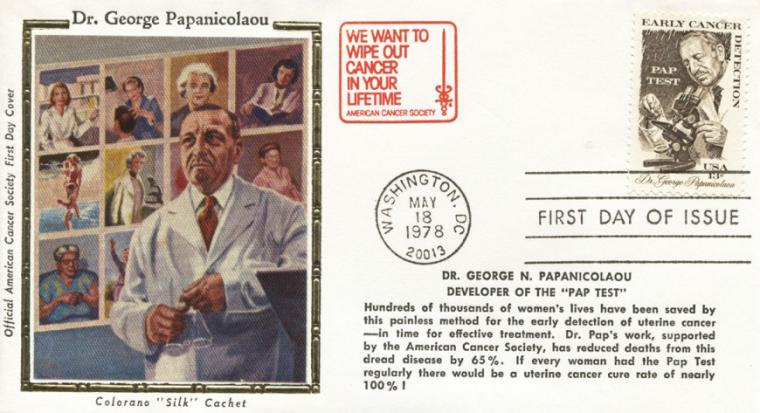 Dr. George Papanicolaou
Official American Cancer Society First Day Cover
Colorano "Silk" Cachet
WE WANT TO
WIPE OUT
CANCER
IN YOUR
LIFETIME
AMERICAN CANCER SOCIETY
EARLY CANCER
DETECTION
PAP
TEST
USA
13c
Dr. George Papanicolaou
WASHINGTON, DC
MAY
18
1978
20013
FIRST DAY OF ISSUE
DR. GEORGE N. PAPANICOLAOU
DEVELOPER OF THE "PAP TEST"
Hundreds of thousands of women's lives have been saved by
this painless method for the early detection of uterine cancer
—in time for effective treatment. Dr. Pap's work, supported
by the American Cancer Society, has reduced deaths from this
dread disease by 65%. If every woman had the Pap Test
regularly there would be a uterine cancer cure rate of nearly
100%!